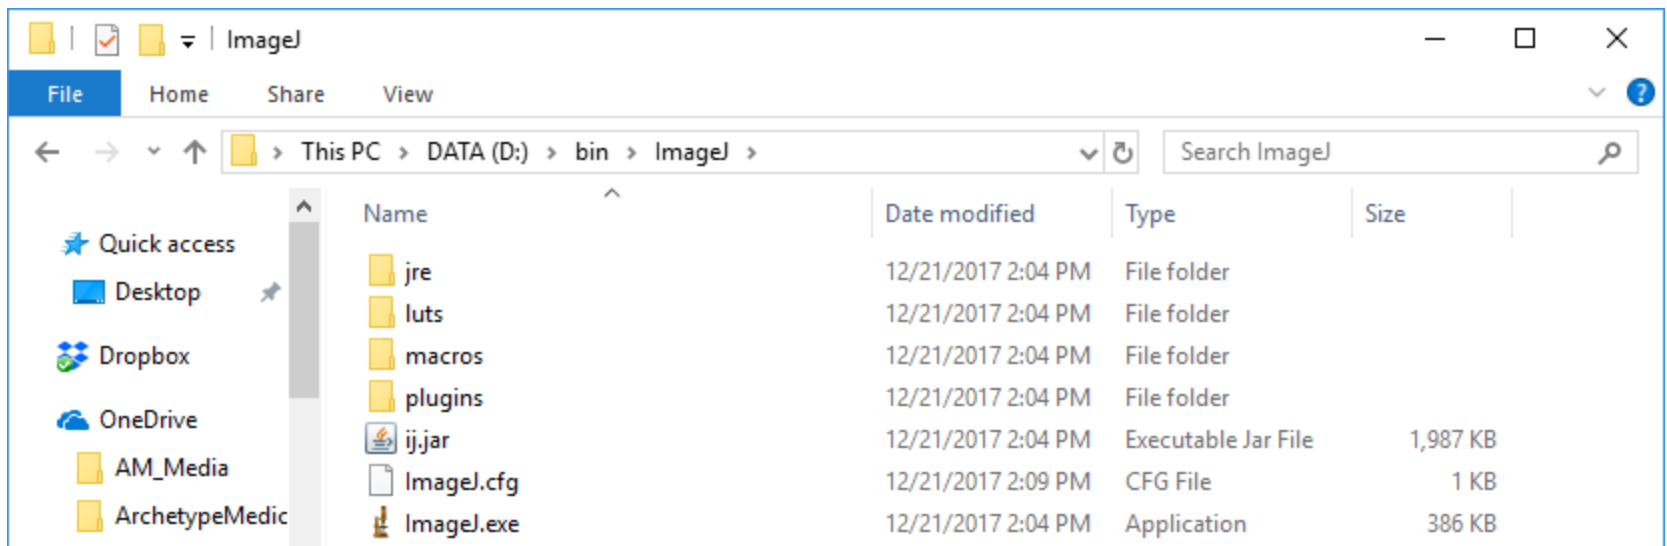 ImageJ
File Home Share View
This PC > DATA (D:) > bin > ImageJ > Search ImageJ
Name Date modified Type Size
Quick access
Desktop
Dropbox
OneDrive
AM_Media
ArchetypeMedic
jre 12/21/2017 2:04 PM File folder
luts 12/21/2017 2:04 PM File folder
macros 12/21/2017 2:04 PM File folder
plugins 12/21/2017 2:04 PM File folder
ij.jar 12/21/2017 2:04 PM Executable Jar File 1,987 KB
ImageJ.cfg 12/21/2017 2:09 PM CFG File 1 KB
ImageJ.exe 12/21/2017 2:04 PM Application 386 KB